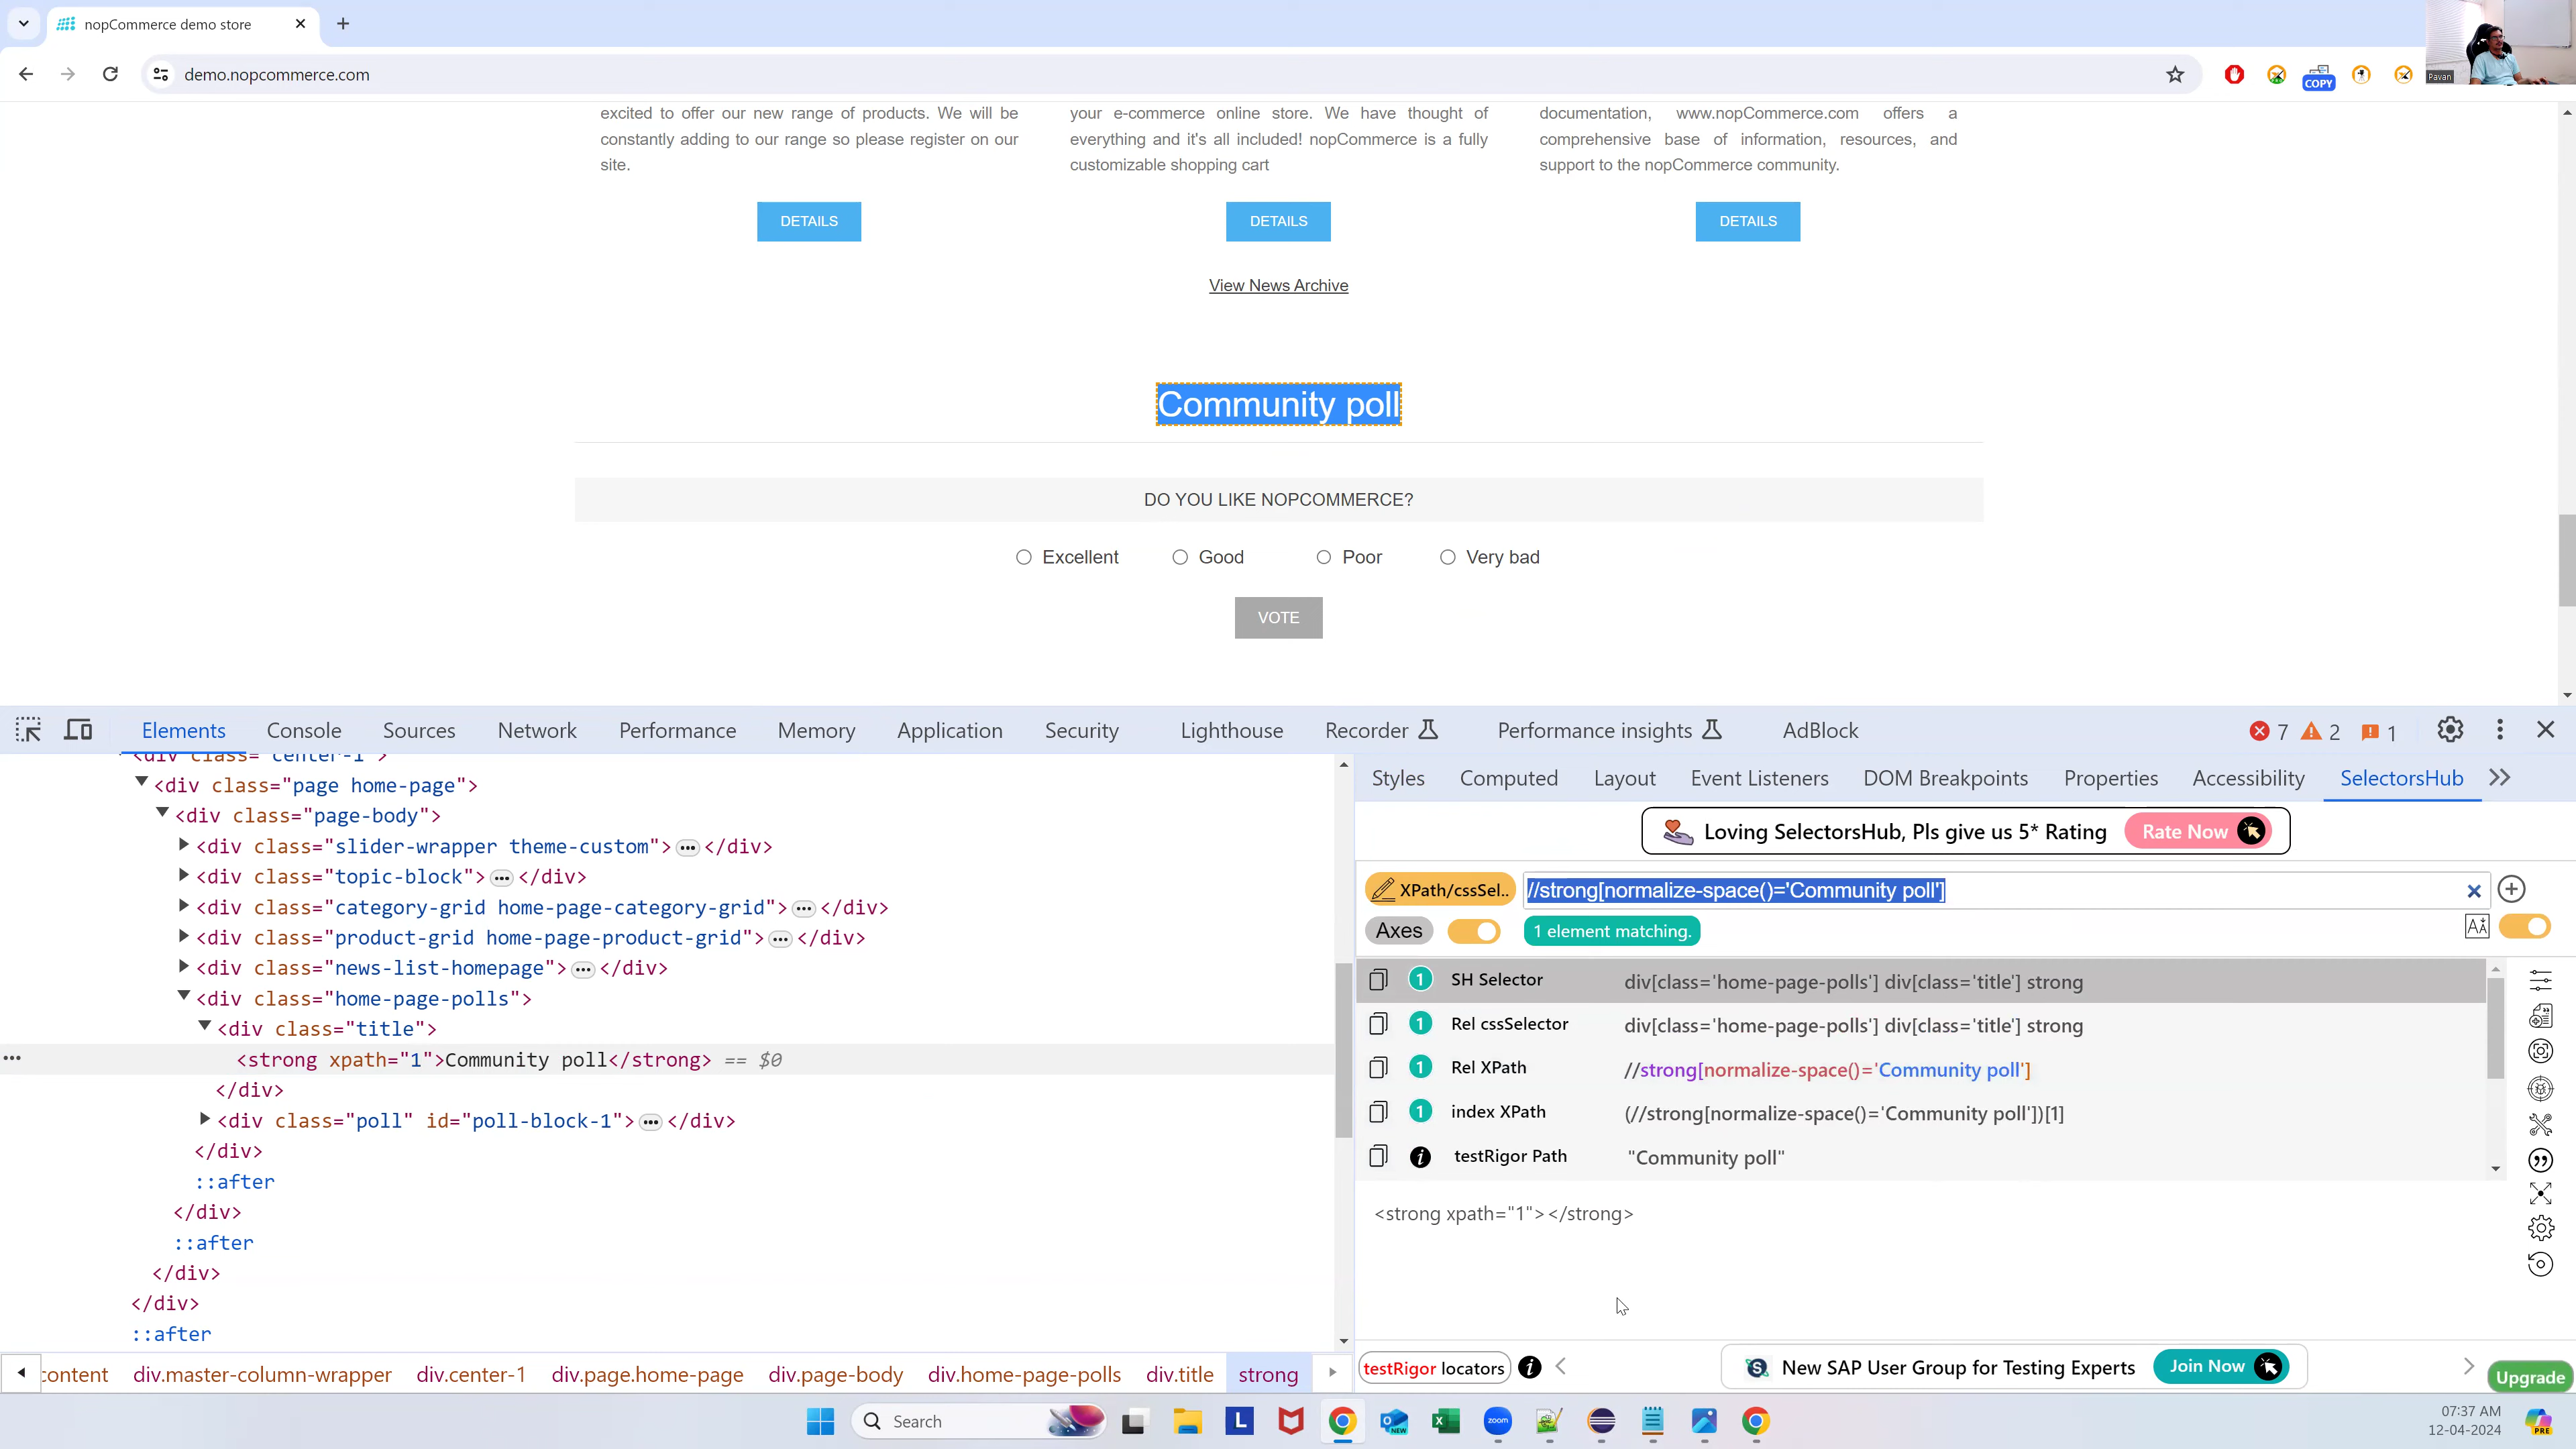 nopCommerce demo store
demo.nopcommerce.com
COPY
Pavan
excited to offer our new range of products. We will be
constantly adding to our range so please register on our
site.
your e-commerce online store. We have thought of
everything and it's all included! nopCommerce is a fully
customizable shopping cart
documentation, www.nopCommerce.com offers a
comprehensive base of information, resources, and
support to the nopCommerce community.
DETAILS
DETAILS
DETAILS
View News Archive
Community poll
DO YOU LIKE NOPCOMMERCE?
Excellent Good Poor Very bad
VOTE
Elements Console Sources Network Performance Memory Application Security Lighthouse Recorder Performance insights AdBlock 7 2 1
<div class="center-1">
<div class="page home-page">
<div class="page-body">
<div class="slider-wrapper theme-custom">…</div>
<div class="topic-block">…</div>
<div class="category-grid home-page-category-grid">…</div>
<div class="product-grid home-page-product-grid">…</div>
<div class="news-list-homepage">…</div>
<div class="home-page-polls">
<div class="title">
… <strong xpath="1">Community poll</strong> == $0
</div>
<div class="poll" id="poll-block-1">…</div>
</div>
::after
</div>
::after
</div>
</div>
::after
content div.master-column-wrapper div.center-1 div.page.home-page div.page-body div.home-page-polls div.title strong
Styles Computed Layout Event Listeners DOM Breakpoints Properties Accessibility SelectorsHub
Loving SelectorsHub, Pls give us 5* Rating Rate Now
XPath/cssSel.. //strong[normalize-space()='Community poll']
Axes 1 element matching.
1 SH Selector div[class='home-page-polls'] div[class='title'] strong
1 Rel cssSelector div[class='home-page-polls'] div[class='title'] strong
1 Rel XPath //strong[normalize-space()='Community poll']
1 index XPath (//strong[normalize-space()='Community poll'])[1]
i testRigor Path "Community poll"
<strong xpath="1"></strong>
testRigor locators i New SAP User Group for Testing Experts Join Now Upgrade
Search
L
NEW
zoom
07:37 AM
12-04-2024
PRE